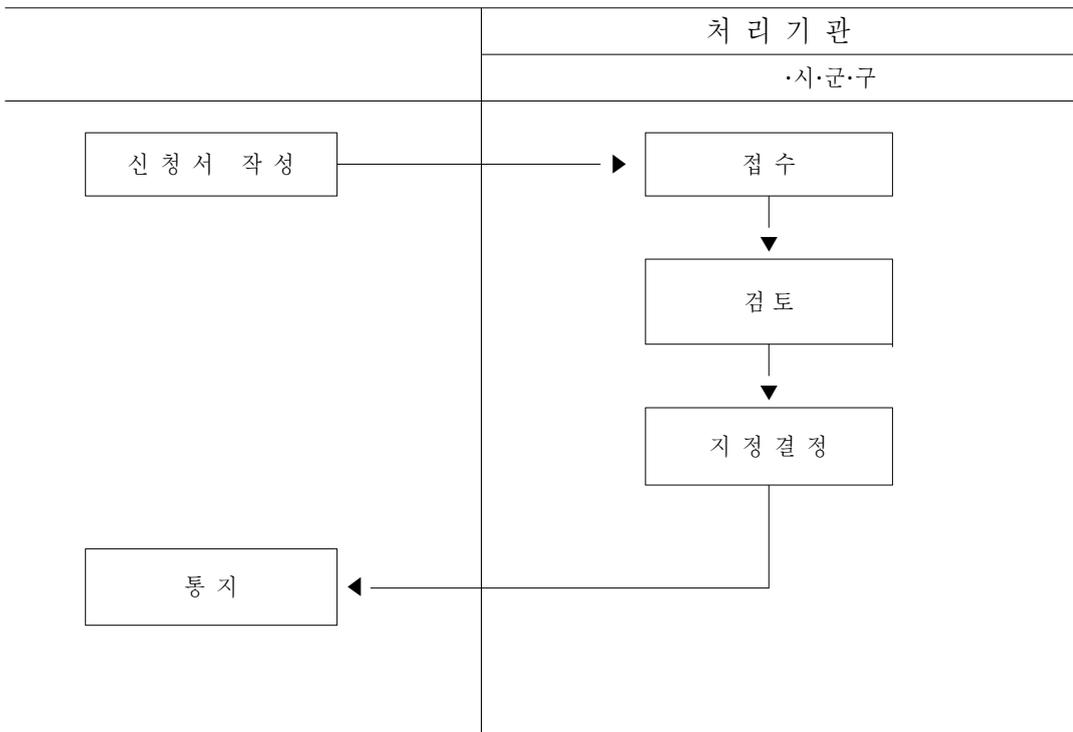 처 리 기 관
·시·군·구
신 청 서 작 성
접 수
검 토
지 정 결 정
통 지